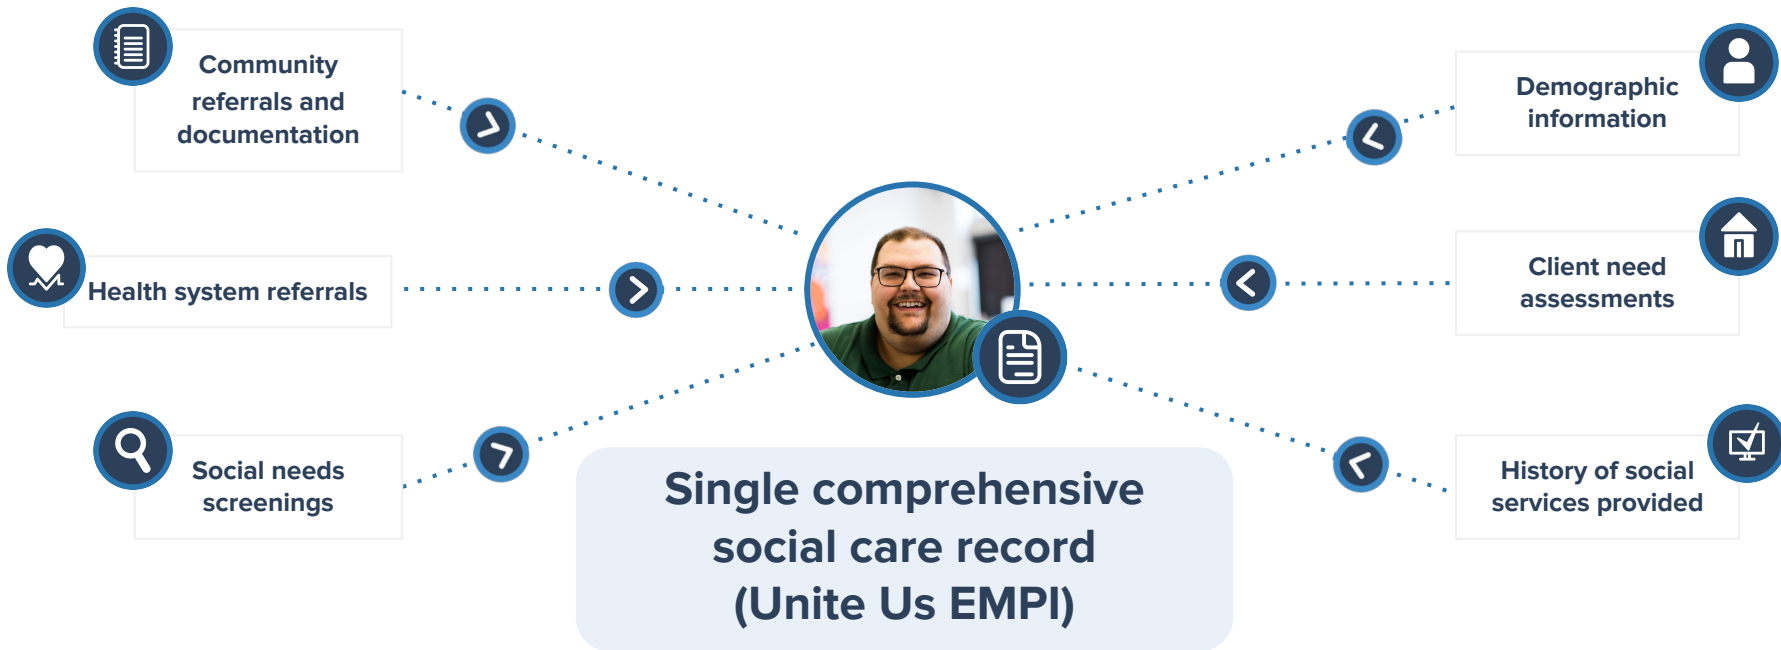 Community
referrals and
documentation
Health system referrals
Social needs
screenings
Demographic
information
Client need
assessments
History of social
services provided
Single comprehensive
social care record
(Unite Us EMPI)